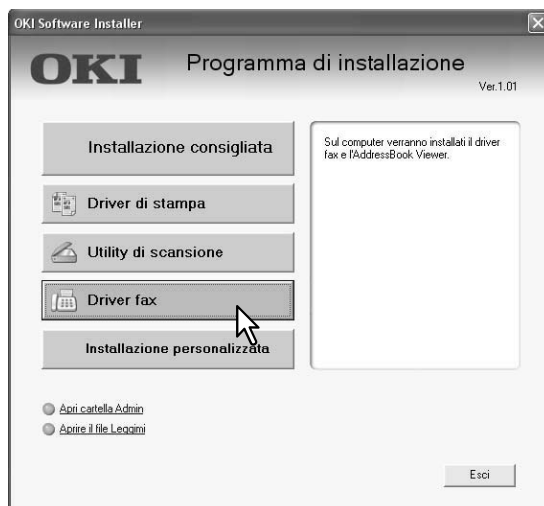 OKI Software Installer
OKI
Programma di installazione
Ver.1.01
Installazione consigliata
Driver di stampa
Utility di scansione
Driver fax
Installazione personalizzata
Sul computer verranno installati il driver
fax e l'AddressBook Viewer.
Apri cartella Admin
Aprire il file Leggimi
Esci